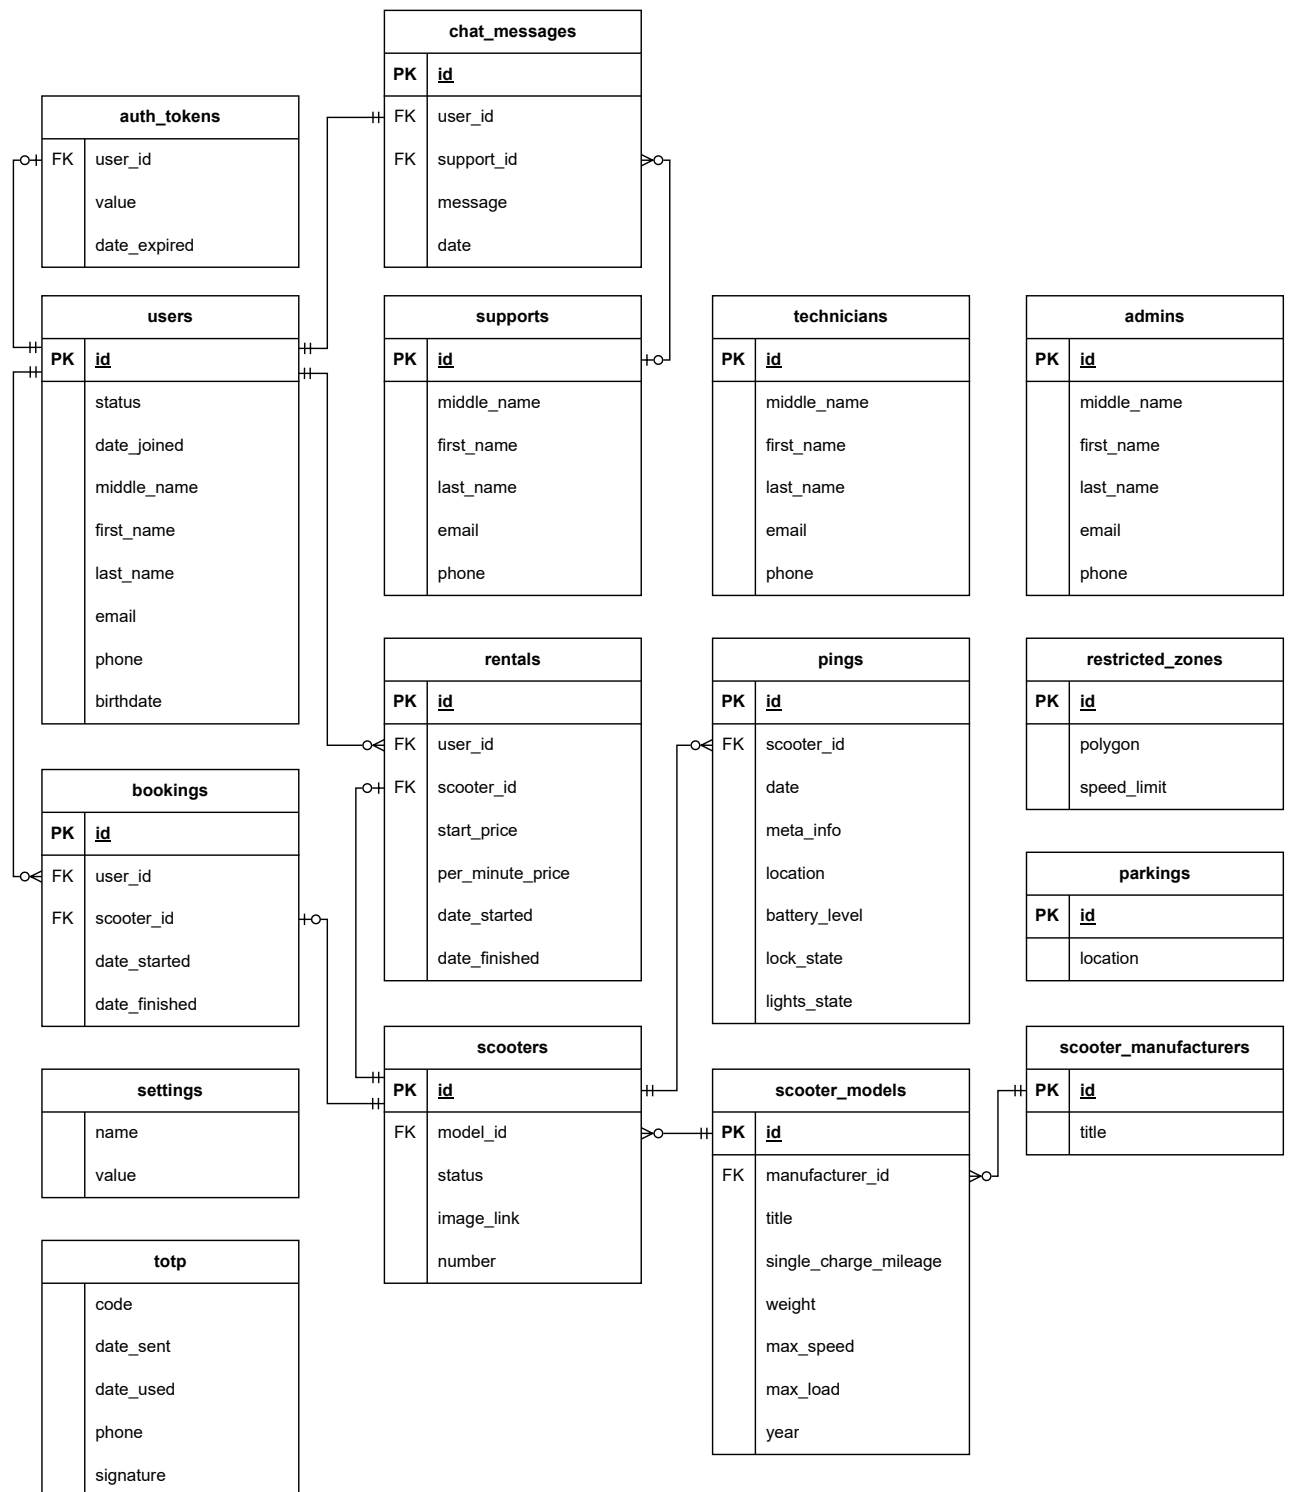 chat_messages
PK id
FK user_id
FK support_id
message
date
auth_tokens
FK user_id
value
date_expired
users
PK id
status
date_joined
middle_name
first_name
last_name
email
phone
birthdate
supports
PK id
middle_name
first_name
last_name
email
phone
technicians
PK id
middle_name
first_name
last_name
email
phone
admins
PK id
middle_name
first_name
last_name
email
phone
rentals
PK id
FK user_id
FK scooter_id
start_price
per_minute_price
date_started
date_finished
pings
PK id
FK scooter_id
date
meta_info
location
battery_level
lock_state
lights_state
restricted_zones
PK id
polygon
speed_limit
bookings
PK id
FK user_id
FK scooter_id
date_started
date_finished
parkings
PK id
location
settings
name
value
scooters
PK id
FK model_id
status
image_link
number
scooter_models
PK id
FK manufacturer_id
title
single_charge_mileage
weight
max_speed
max_load
year
scooter_manufacturers
PK id
title
totp
code
date_sent
date_used
phone
signature